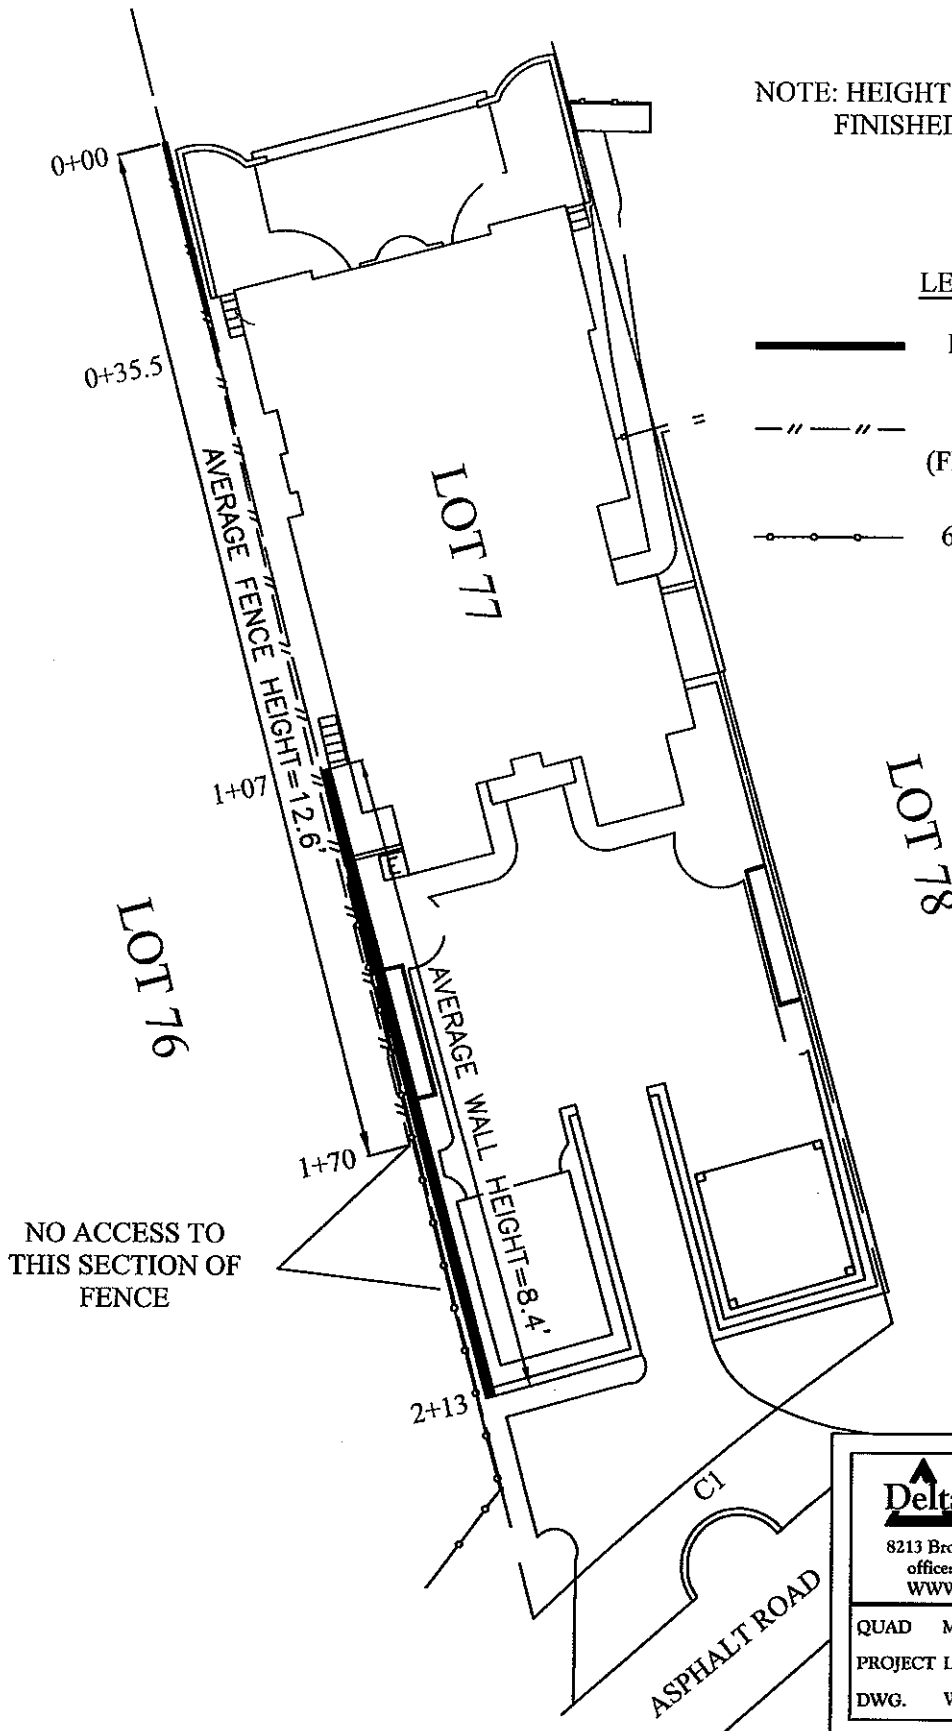 NOTE: HEIGHT
FINISHED
0+00
LE
0+35.5
(F
6
AVERAGE FENCE HEIGHT=12.6'
LOT 77
1+07
LOT 78
LOT 76
AVERAGE WALL HEIGHT=8.4'
1+70
NO ACCESS TO
THIS SECTION OF
FENCE
2+13
C1
ASPHALT ROAD
Delta
8213 Bro
office
WWW
QUAD M
PROJECT L
DWG. W